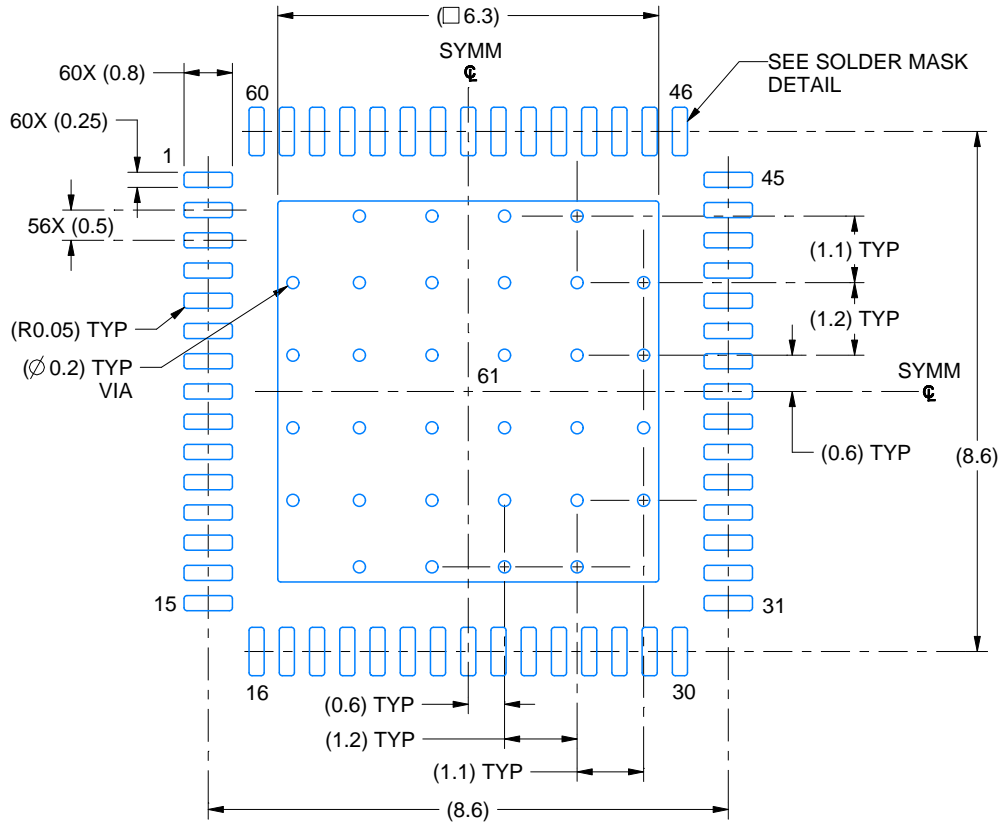 (□ 6.3)
SYMM
℄
SEE SOLDER MASK
DETAIL
60X (0.8)
60
46
60X (0.25)
1
45
56X (0.5)
(1.1) TYP
(1.2) TYP
(R0.05) TYP
(∅ 0.2) TYP
VIA
61
SYMM
℄
(0.6) TYP
(8.6)
15
31
16
30
(0.6) TYP
(1.2) TYP
(1.1) TYP
(8.6)